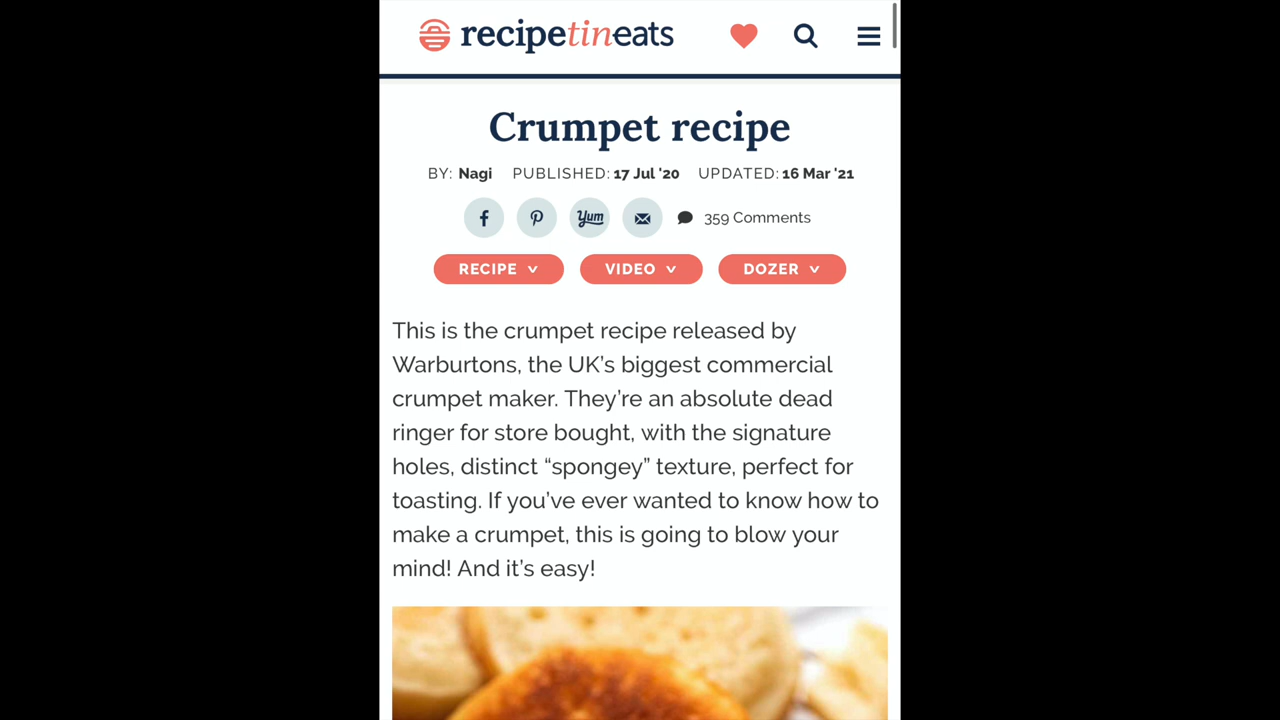 recipetineats
Crumpet recipe
BY: Nagi PUBLISHED: 17 Jul '20 UPDATED: 16 Mar '21
Yum 359 Comments
RECIPE VIDEO DOZER
This is the crumpet recipe released by
Warburtons, the UK’s biggest commercial
crumpet maker. They’re an absolute dead
ringer for store bought, with the signature
holes, distinct “spongey” texture, perfect for
toasting. If you’ve ever wanted to know how to
make a crumpet, this is going to blow your
mind! And it’s easy!